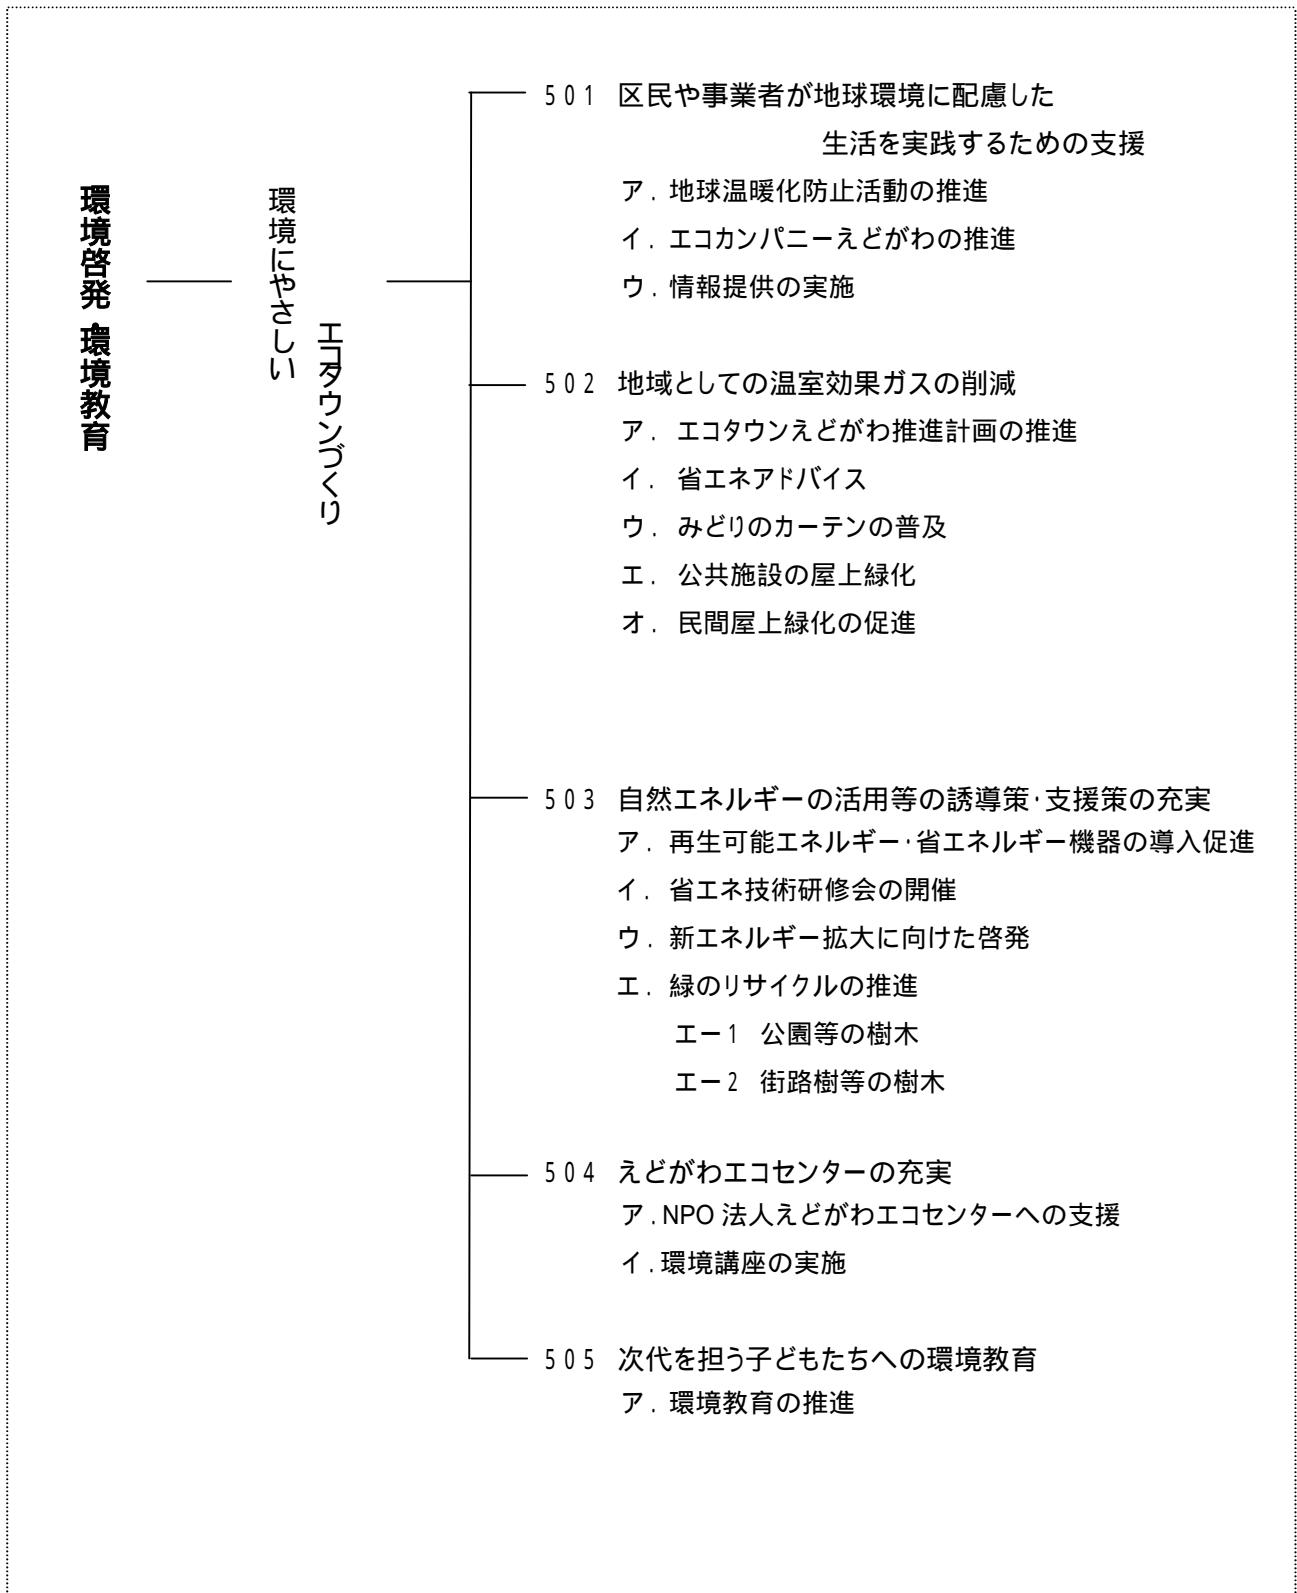 環境啓発・環境教育
環境にやさしい
エコタウンづくり
501 区民や事業者が地球環境に配慮した
生活を実践するための支援
ア．地球温暖化防止活動の推進
イ．エコカンパニーえどがわの推進
ウ．情報提供の実施
502 地域としての温室効果ガスの削減
ア． エコタウンえどがわ推進計画の推進
イ． 省エネアドバイス
ウ． みどりのカーテンの普及
エ． 公共施設の屋上緑化
オ． 民間屋上緑化の促進
503 自然エネルギーの活用等の誘導策・支援策の充実
ア．再生可能エネルギー・省エネルギー機器の導入促進
イ．省エネ技術研修会の開催
ウ．新エネルギー拡大に向けた啓発
エ．緑のリサイクルの推進
エー1 公園等の樹木
エー2 街路樹等の樹木
504 えどがわエコセンターの充実
ア.NPO 法人えどがわエコセンターへの支援
イ.環境講座の実施
505 次代を担う子どもたちへの環境教育
ア．環境教育の推進